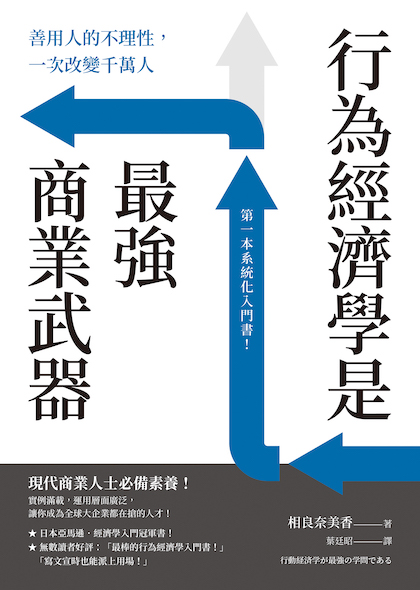 善用人的不理性，
一次改變千萬人
行為經濟學是
最強
商業武器
第一本系統化入門書！
現代商業人士必備素養！
實例滿載，運用層面廣泛，
讓你成為全球大企業都在搶的人才！
★ 日本亞馬遜．經濟學入門冠軍書！
★ 無數讀者好評：「最棒的行為經濟學入門書！」
「寫文宣時也能派上用場！」
相良奈美香──著
葉廷昭──譯
行動経済学が最強の学問である